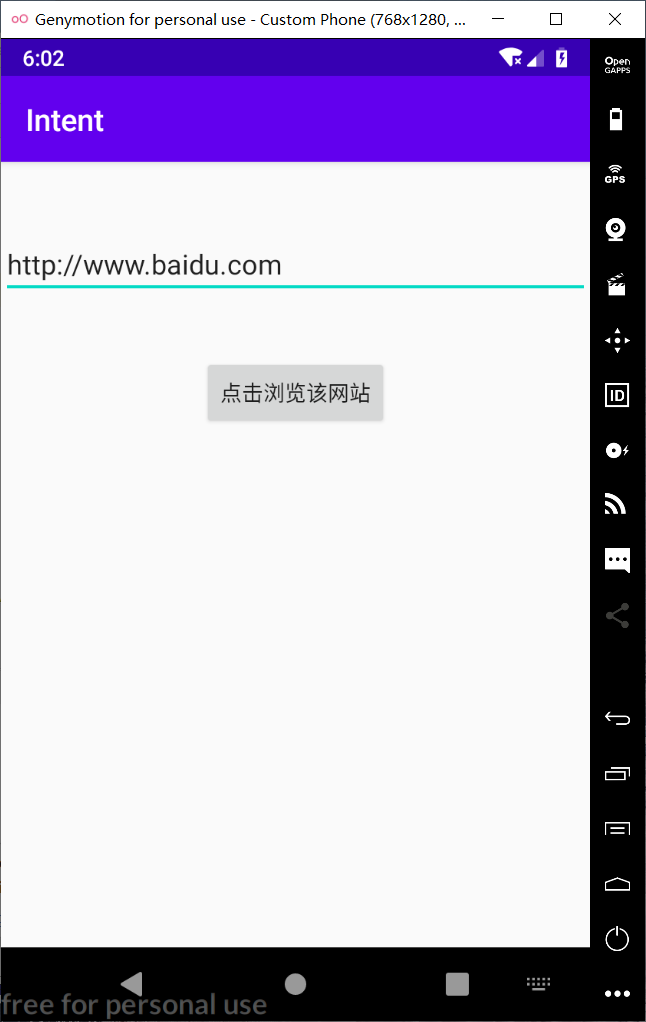 Genymotion for personal use - Custom Phone (768x1280, ...
6:02
Open
GAPPS
Intent
GPS
http://www.baidu.com
点击浏览该网站
ID
free for personal use